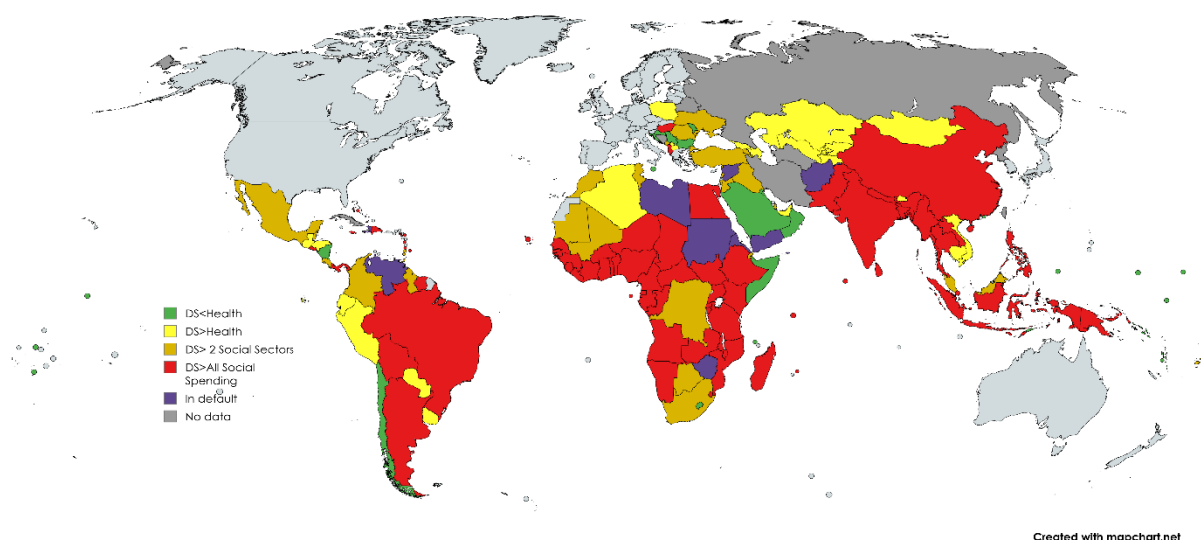 DS<Health
DS>Health
DS> 2 Social Sectors
DS>All Social
Spending
In default
No data
Created with mapchart.net